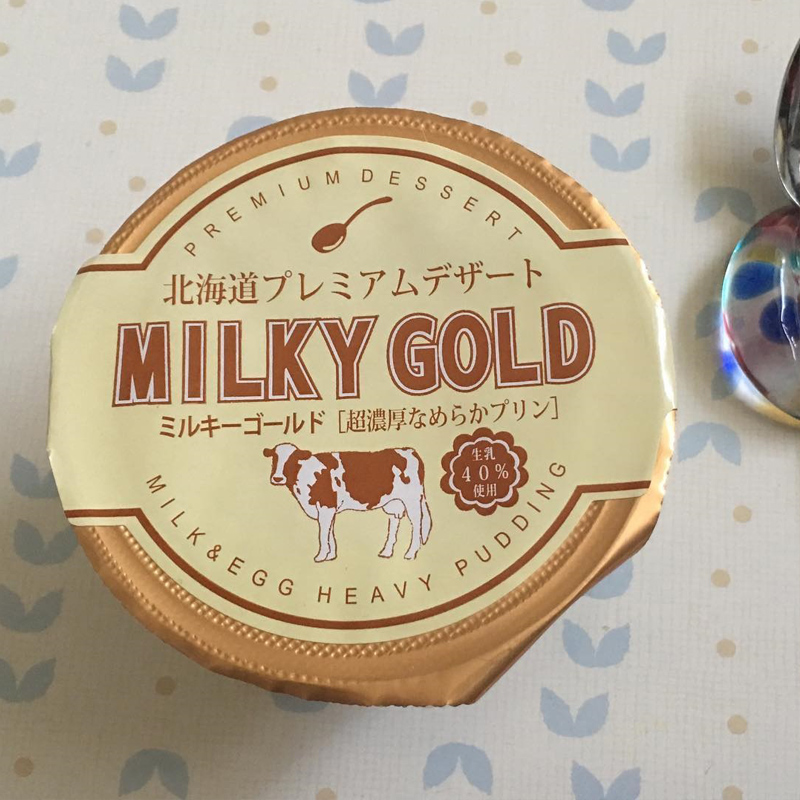 PREMIUM DESSERT
北海道プレミアムデザート
MILKY GOLD
ミルキーゴールド［超濃厚なめらかプリン］
生乳
40%
使用
MILK&EGG HEAVY PUDDING